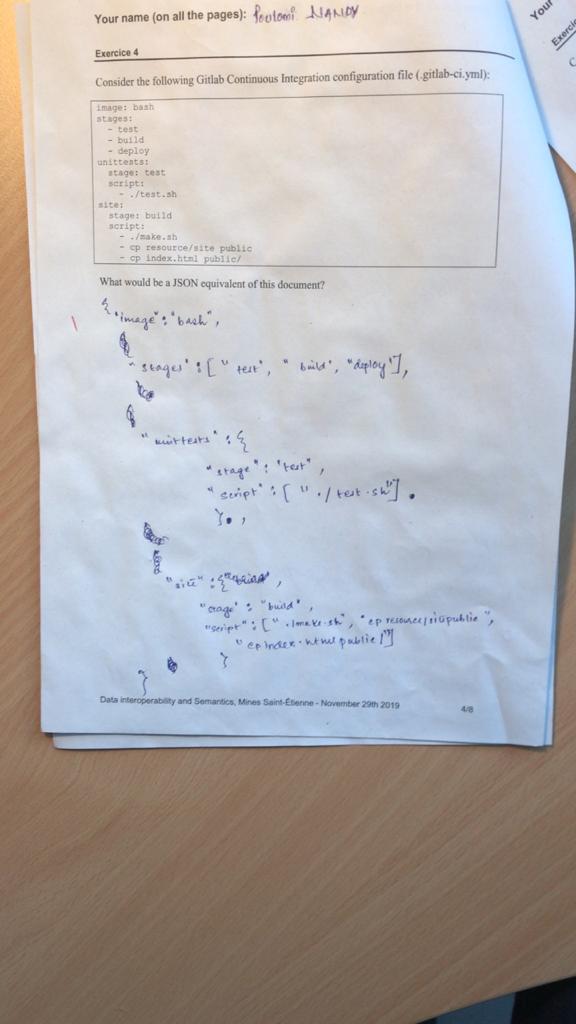 Your name (on all the pages): Poulomi NANDY
Your
Exercice 4
Exercic
Consider the following Gitlab Continuous Integration configuration file (.gitlab-ci.yml):
image: bash
stages:
- test
- build
- deploy
unittests:
stage: test
script:
- ./test.sh
site:
stage: build
script:
- ./make.sh
- cp resource/site public
- cp index.html public/
What would be a JSON equivalent of this document?
{ "image": "bash",
"stages" : [ "test", "build", "deploy"],
"unittests" : {
"stage": "test",
"script" : [ "./test.sh"].
}.,
"site" : {
"stage" : "build",
"script" : [ "./make.sh", "cp resource/site public",
"cp index.html public/"]
}
}
Data interoperability and Semantics, Mines Saint-Étienne - November 29th 2019
4/8